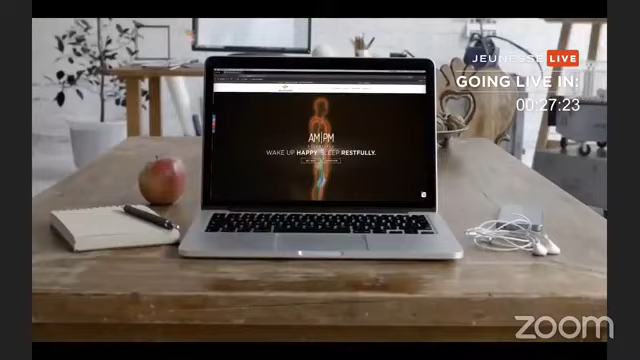 JEUNESSE LIVE
GOING LIVE IN:
00:27:23
AM|PM
WAKE UP HAPPY. SLEEP RESTFULLY.
zoom